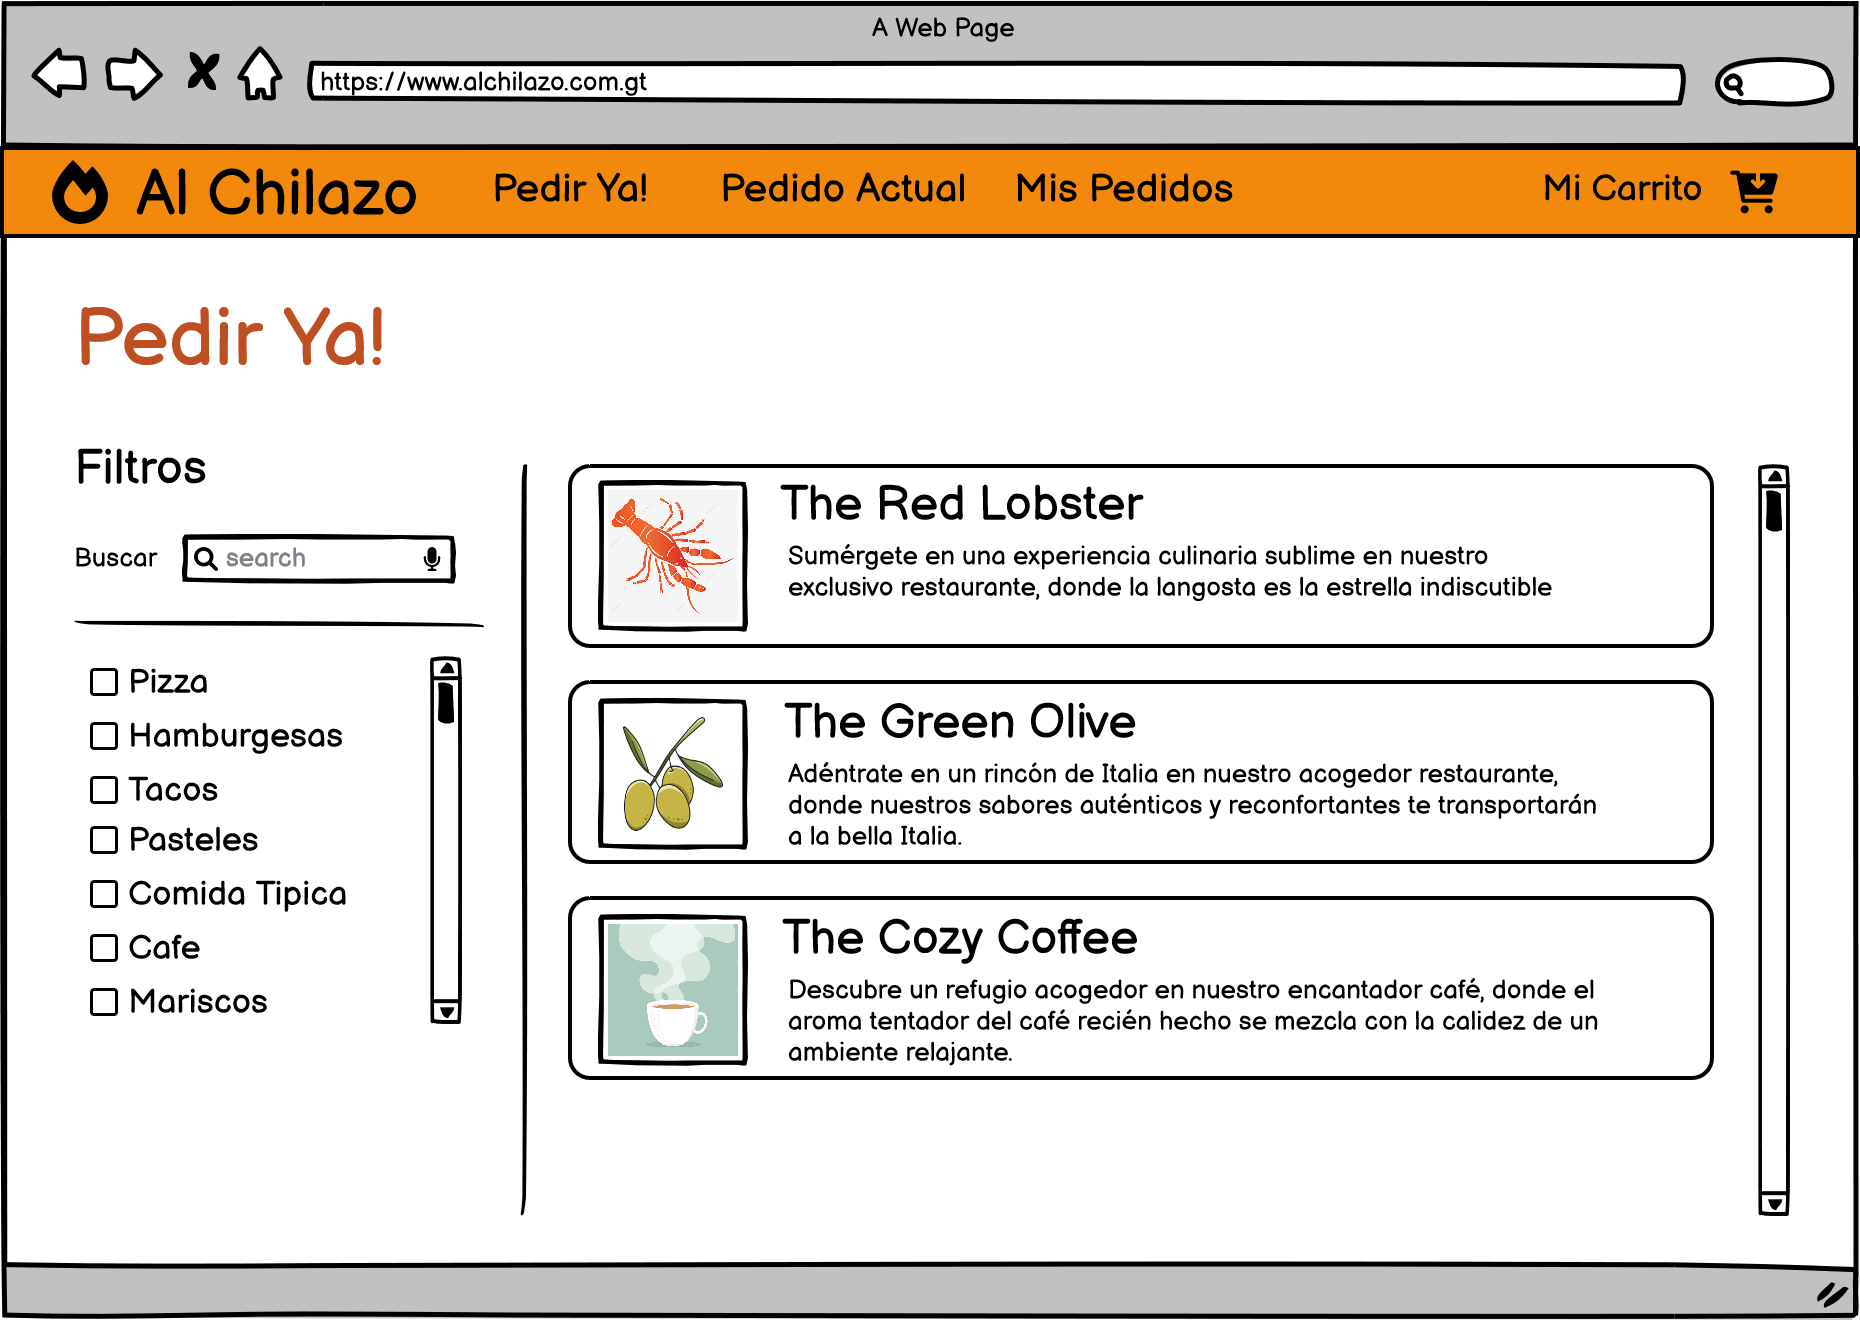 A Web Page
https://www.alchilazo.com.gt
Al Chilazo
Pedir Ya!
Pedido Actual
Mis Pedidos
Mi Carrito
Pedir Ya!
Filtros
Buscar
search
Pizza
Hamburgesas
Tacos
Pasteles
Comida Tipica
Cafe
Mariscos
The Red Lobster
Sumérgete en una experiencia culinaria sublime en nuestro
exclusivo restaurante, donde la langosta es la estrella indiscutible
The Green Olive
Adéntrate en un rincón de Italia en nuestro acogedor restaurante,
donde nuestros sabores auténticos y reconfortantes te transportarán
a la bella Italia.
The Cozy Coffee
Descubre un refugio acogedor en nuestro encantador café, donde el
aroma tentador del café recién hecho se mezcla con la calidez de un
ambiente relajante.